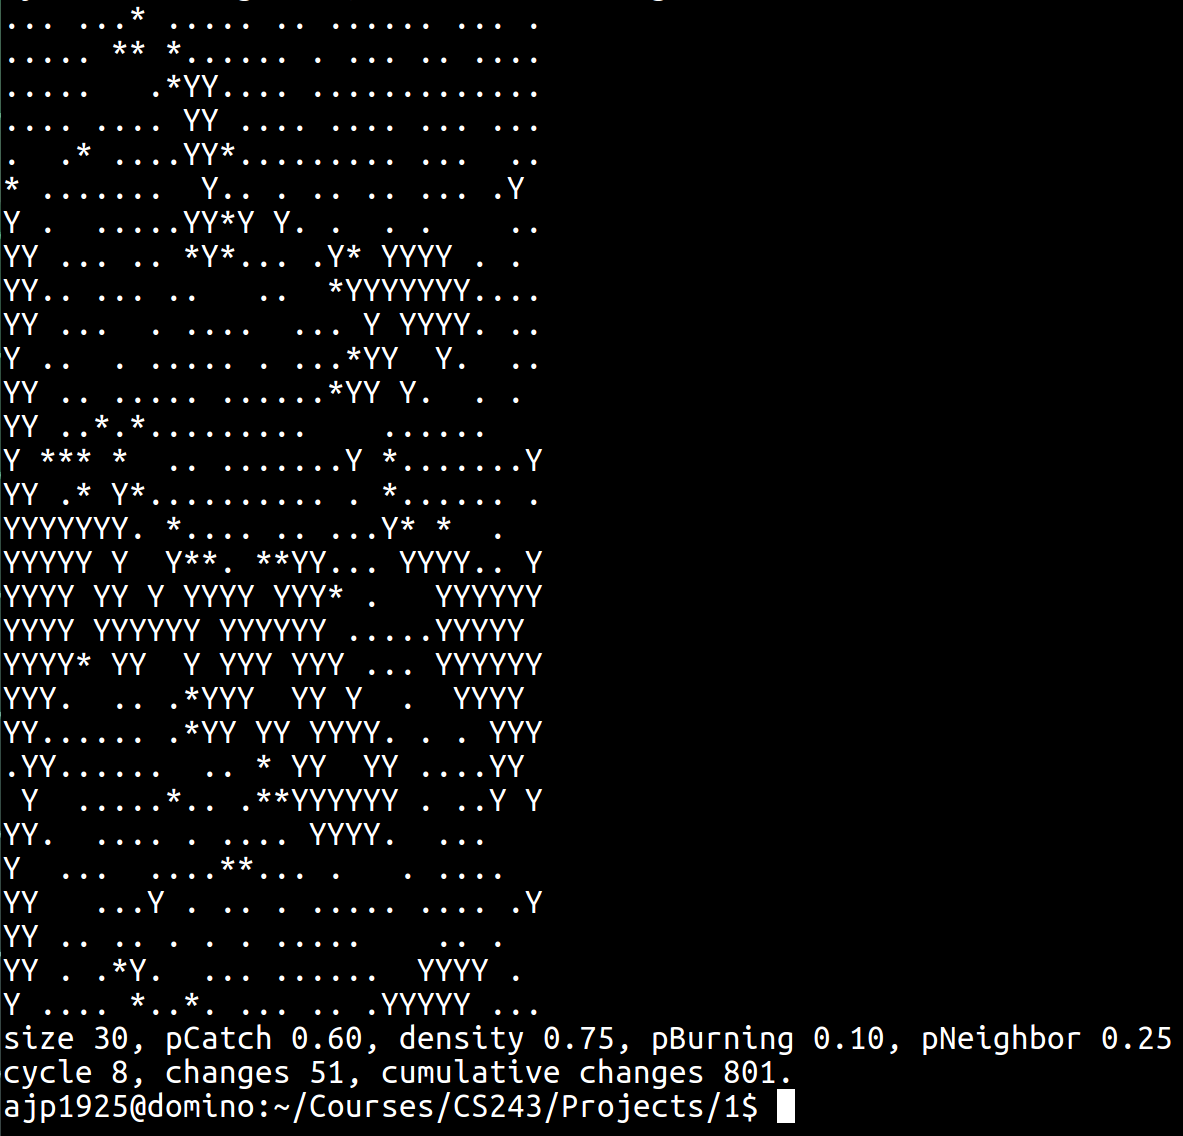 ... ...* ..... .. ...... ... .
..... ** *...... . ... .. ....
.....   .*YY.... .............
.... .... YY .... .... ... ...
.  .* ....YY*......... ...  ..
* .......  Y.. . .. .. ... .Y
Y .  .....YY*Y Y. .  . .    ..
YY ... .. *Y*... .Y* YYYY . .
YY.. ... ..   ..  *YYYYYYY....
YY ...  . ....  ... Y YYYY. ..
Y ..  . ..... . ...*YY  Y.  ..
YY .. ..... ......*YY Y.  . .
YY ..*.*.........    ......
Y *** *  .. .......Y *.......Y
YY .* Y*.......... . *...... .
YYYYYYY. *.... .. ...Y* *  .
YYYYY Y  Y**. **YY... YYYY.. Y
YYYY YY Y YYYY YYY* .   YYYYYY
YYYY YYYYYY YYYYYY .....YYYYY
YYYY* YY  Y YYY YYY ... YYYYYY
YYY.  .. .*YYY  YY Y  .  YYYY
YY...... .*YY YY YYYY. . . YYY
.YY......  .. * YY  YY ....YY
 Y  .....*.. .**YYYYYY . ..Y Y
YY.  .... . .... YYYY.  ...
Y  ...  ....**... .   . ....
YY   ...Y . .. . ..... .... .Y
YY .. .. . . . .....    .. .
YY . .*Y.  ... ......  YYYY .
Y .... *..*. ... .. .YYYYY ...
size 30, pCatch 0.60, density 0.75, pBurning 0.10, pNeighbor 0.25
cycle 8, changes 51, cumulative changes 801.
ajp1925@domino:~/Courses/CS243/Projects/1$